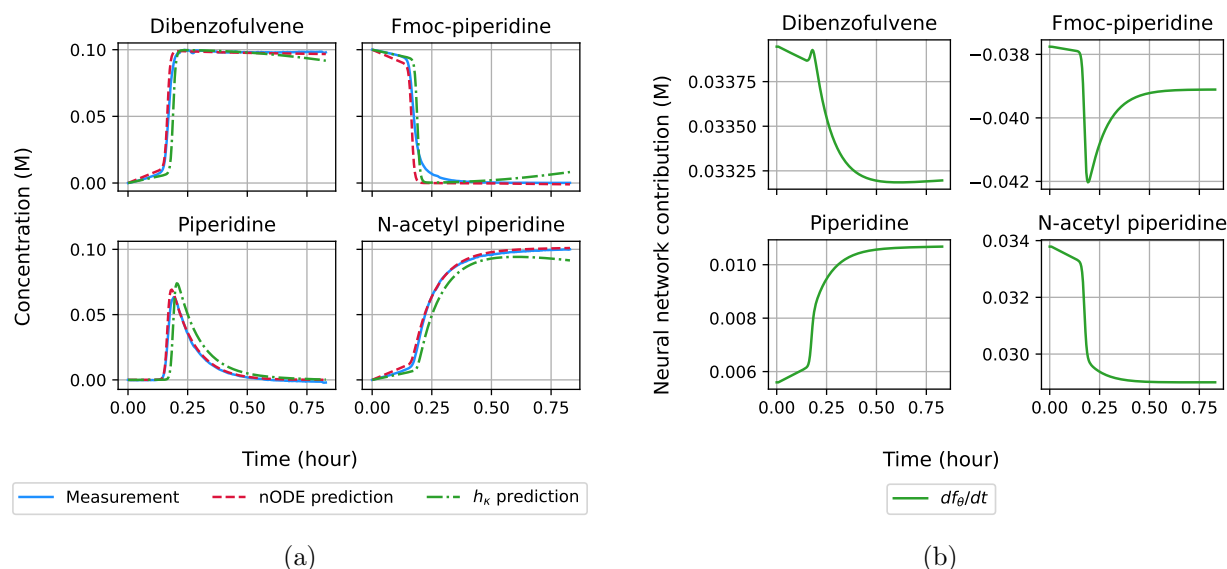 Dibenzofulvene
Fmoc-piperidine
0.10
0.05
0.00
Piperidine
N-acetyl piperidine
0.10
0.05
0.00
0.00 0.25 0.50 0.75
0.00 0.25 0.50 0.75
Concentration (M)
Time (hour)
Measurement
nODE prediction
hκ prediction
(a)
Dibenzofulvene
Fmoc-piperidine
0.03375
0.03350
0.03325
−0.038
−0.040
−0.042
Piperidine
N-acetyl piperidine
0.010
0.008
0.006
0.034
0.032
0.030
0.00 0.25 0.50 0.75
0.00 0.25 0.50 0.75
Neural network contribution (M)
Time (hour)
dfθ/dt
(b)